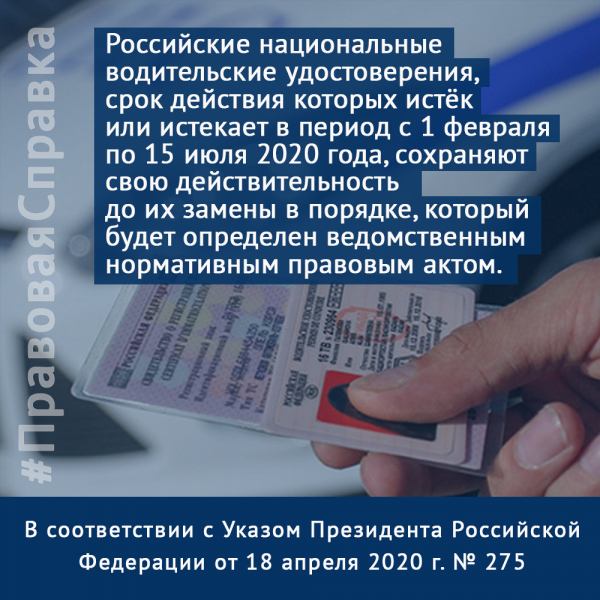 #ПравоваяСправка
Российские национальные
водительские удостоверения,
срок действия которых истёк
или истекает в период с 1 февраля
по 15 июля 2020 года, сохраняют
свою действительность
до их замены в порядке, который
будет определен ведомственным
нормативным правовым актом.
В соответствии с Указом Президента Российской
Федерации от 18 апреля 2020 г. № 275